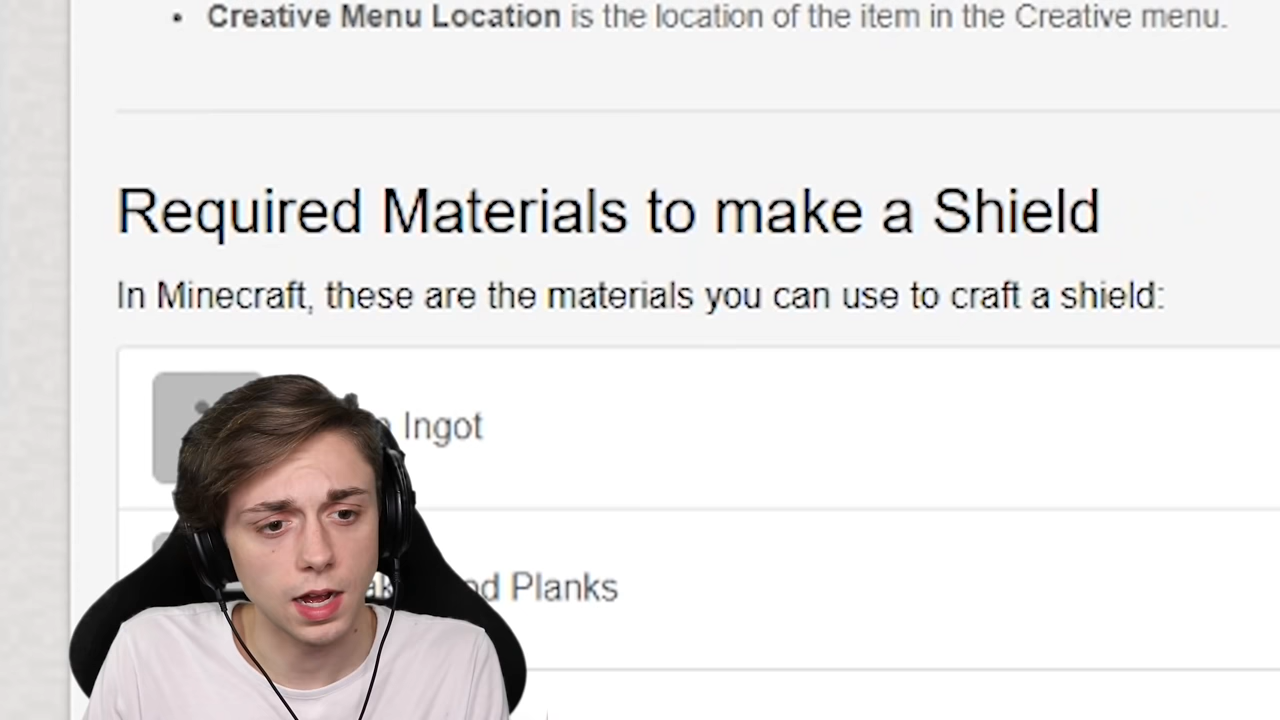 Creative Menu Location is the location of the item in the Creative menu.
Required Materials to make a Shield
In Minecraft, these are the materials you can use to craft a shield:
Ingot
Planks